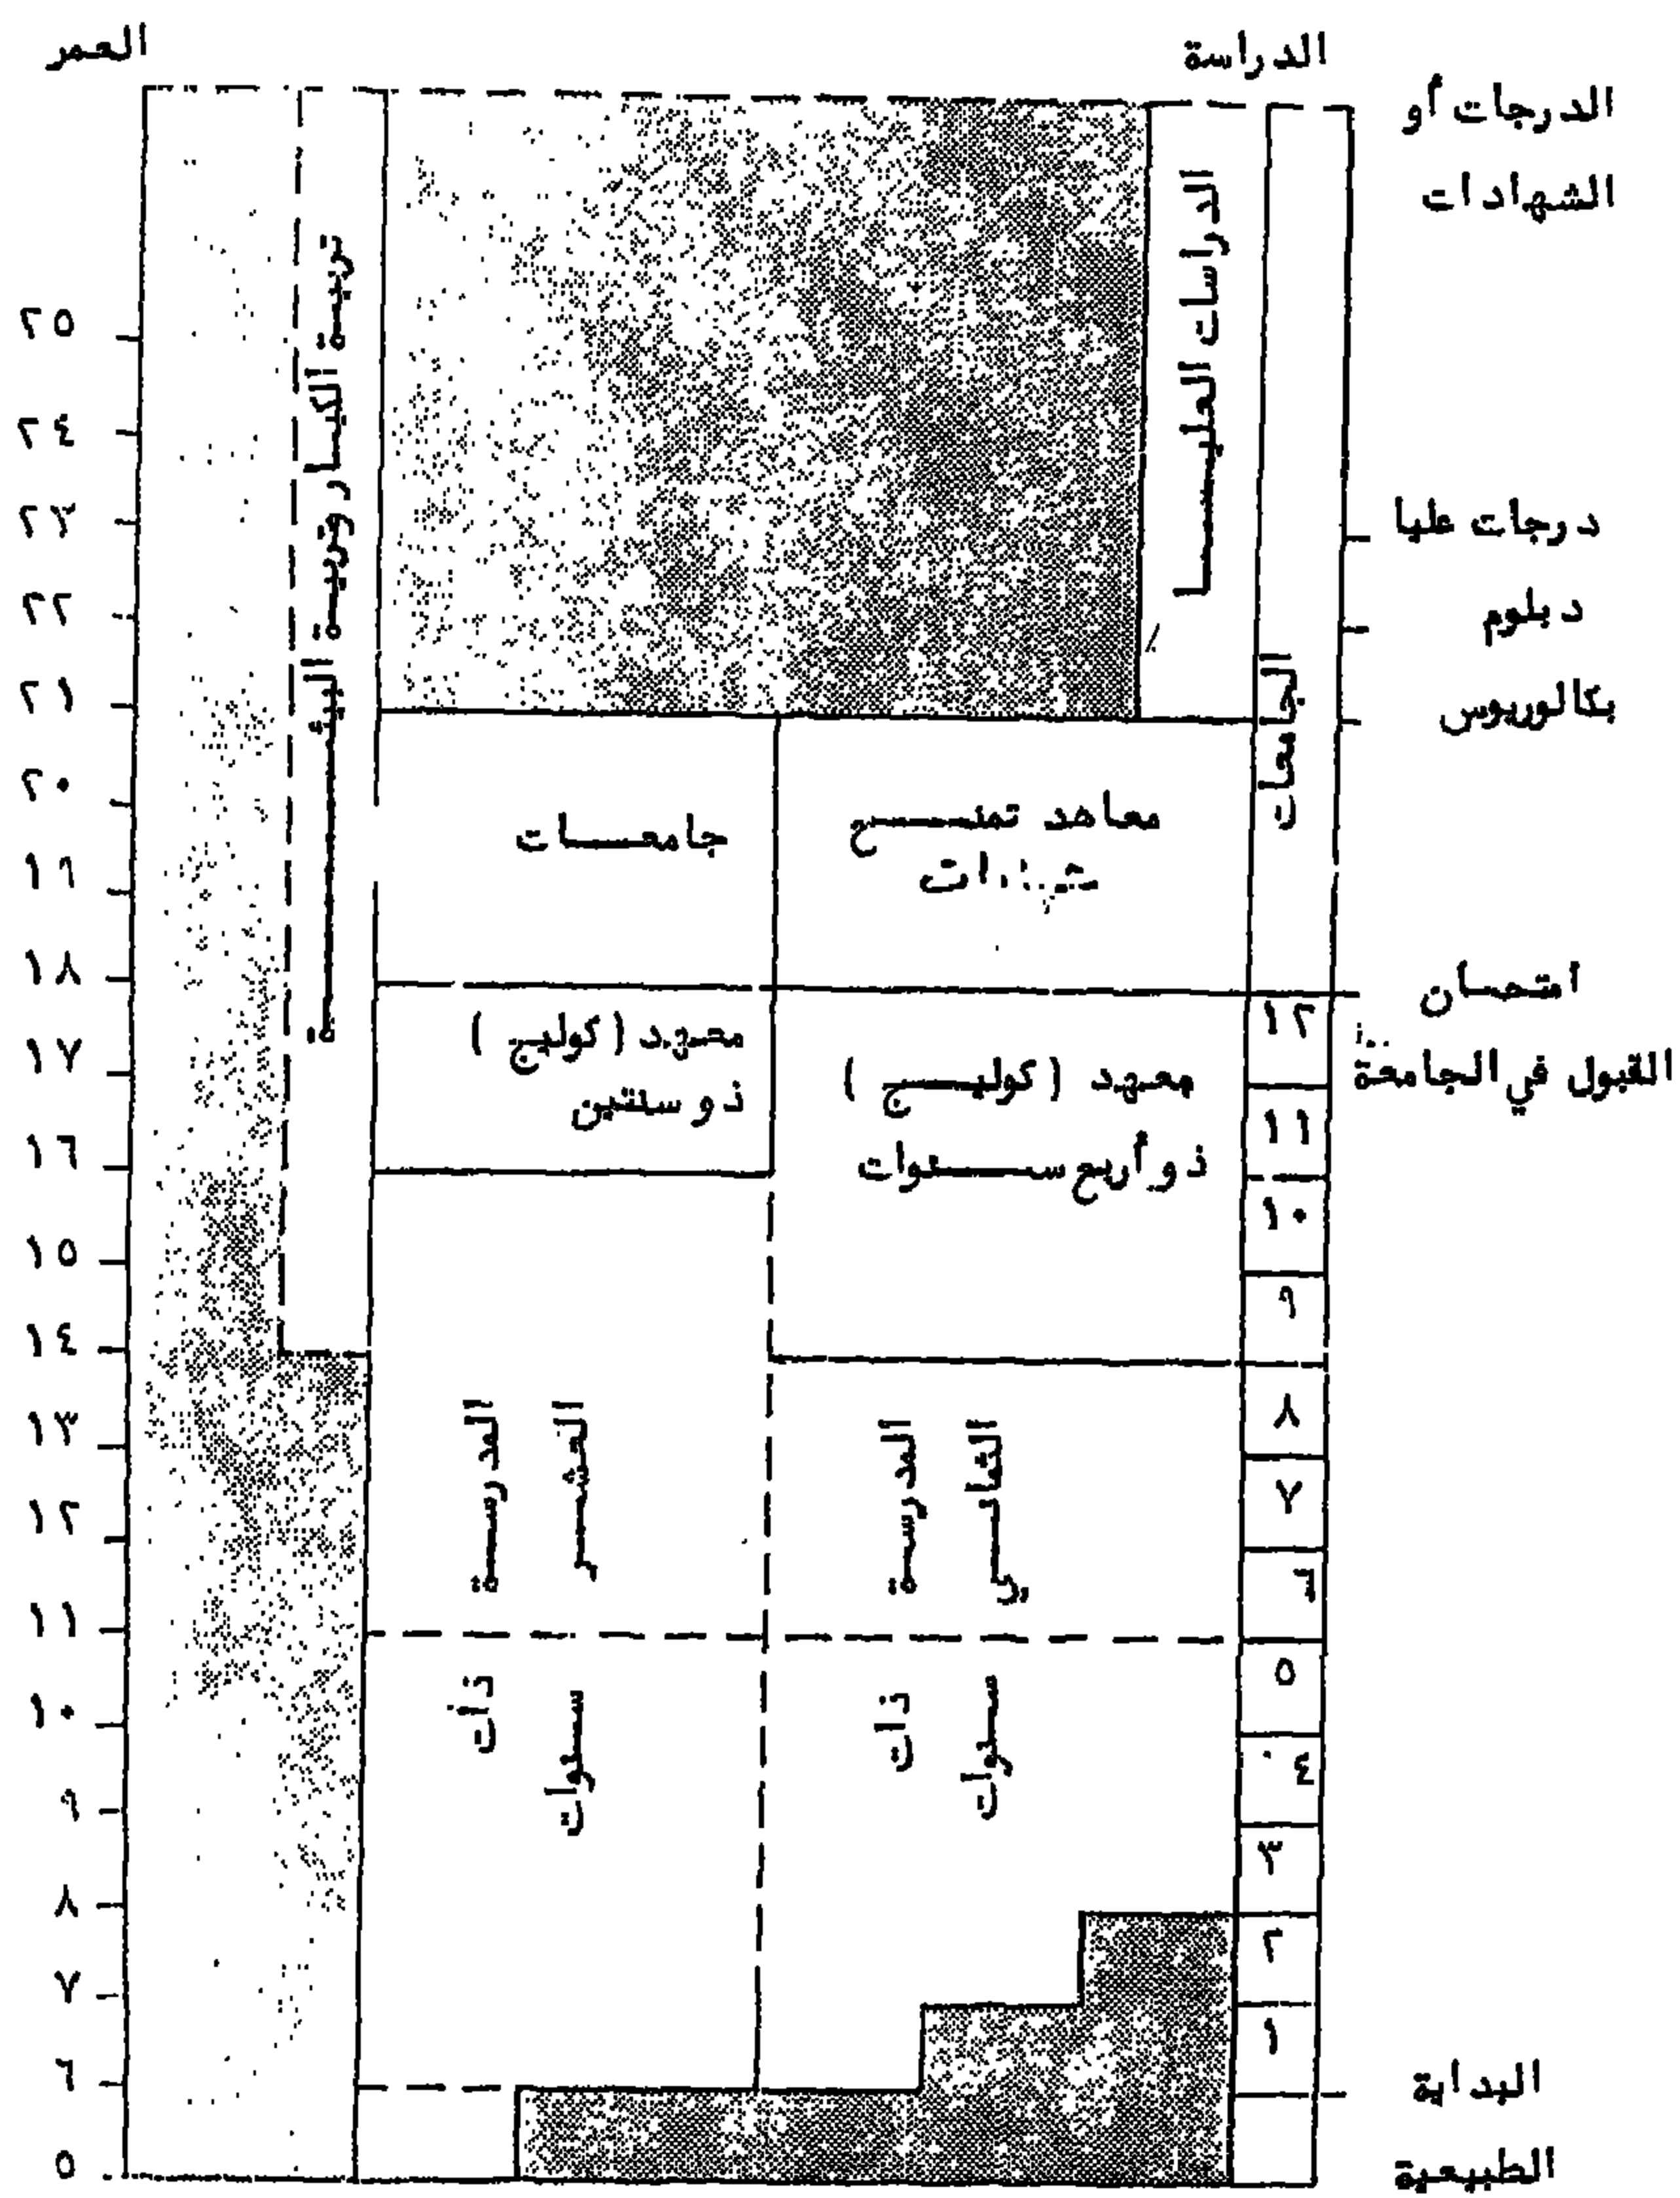 العمر
الدراسة
الدرجات أو
الشهادات
الدراسات العليا
تربية الكبار وتربية البيئة
٢٥
٢٤
٢٣
درجات عليا
٢٢
دبلوم
٢١
بكالوريوس
الجامعات
٢٠
معاهد تمنح
جامعات
١٩
١٨
امتحان
القبول في الجامعة
١٢
١٧
معهد (كوليج)
ذو أربع سنوات
معهد (كوليج)
ذو سنتين
١١
١٦
١٠
١٥
٩
١٤
٨
١٣
٧
١٢
٦
١١
المدرسة
الثماني
ذات
سنوات
المدرسة
العشر
ذات
سنوات
٥
١٠
٤
٩
٣
٨
٢
٧
١
٦
البداية
الطبيعية
٥